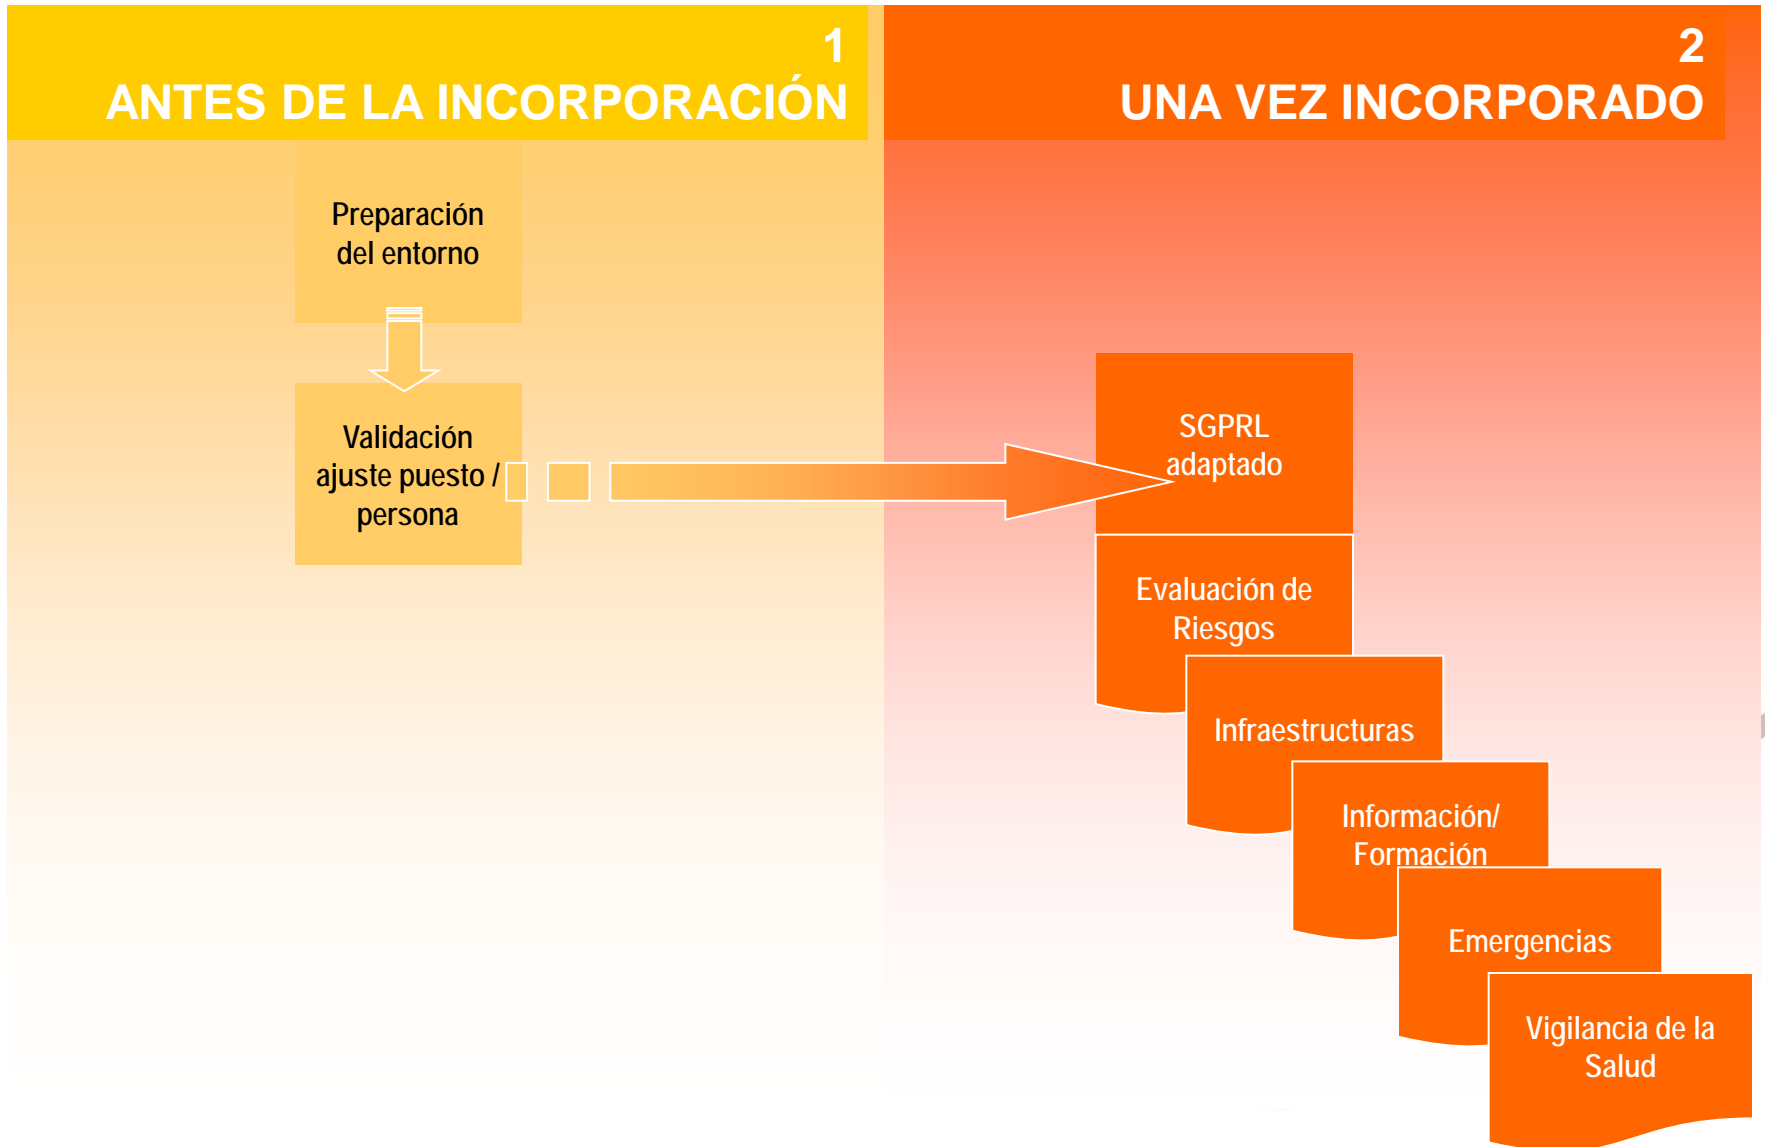 1
ANTES DE LA INCORPORACIÓN
Preparación
del entorno
Validación
ajuste puesto /
persona
2
UNA VEZ INCORPORADO
SGPRL
adaptado
Evaluación de
Riesgos
Infraestructuras
Información/
Formación
Emergencias
Vigilancia de la
Salud